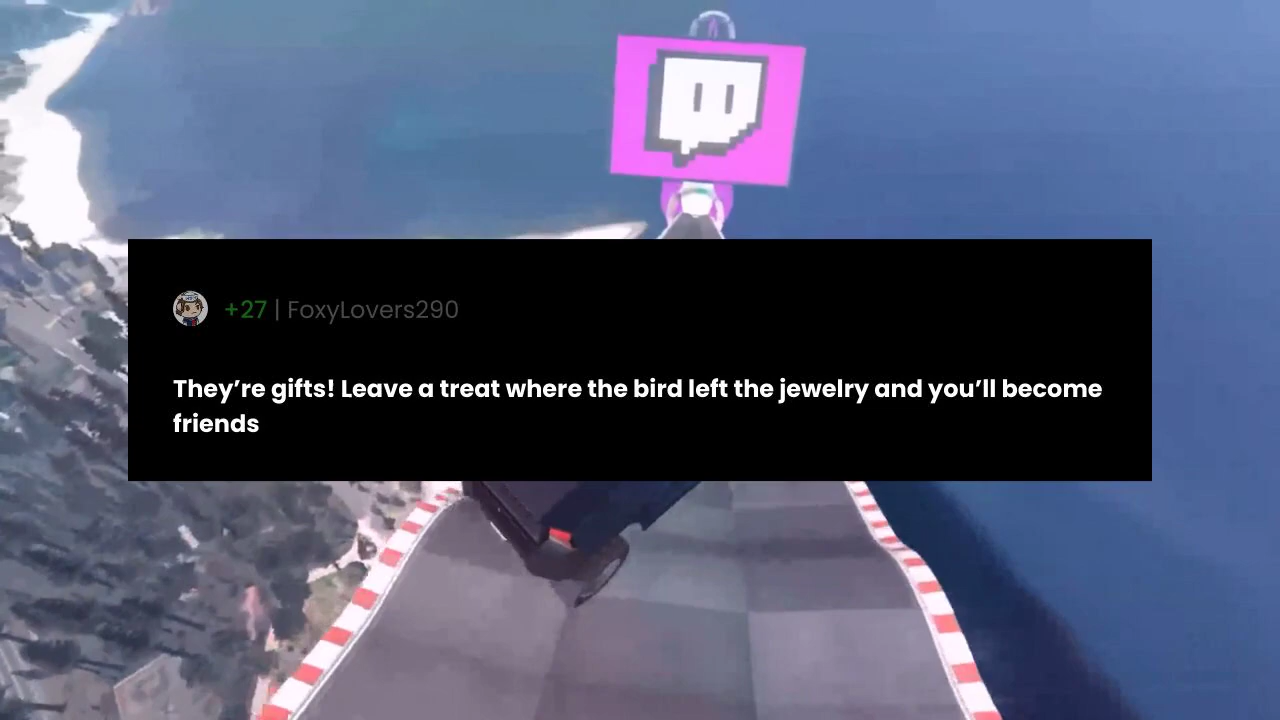 +27 | FoxyLovers290
They’re gifts! Leave a treat where the bird left the jewelry and you’ll become
friends